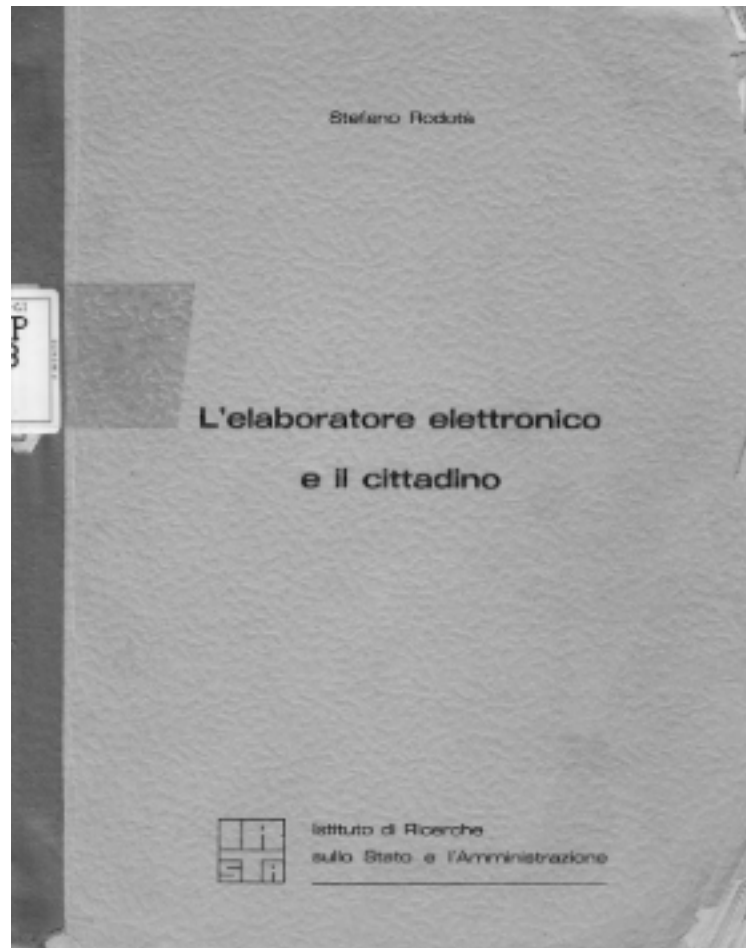 Stefano Rodotà
P
L'elaboratore elettronico
e il cittadino
Istituto di Ricerche
sullo Stato e l'Amministrazione